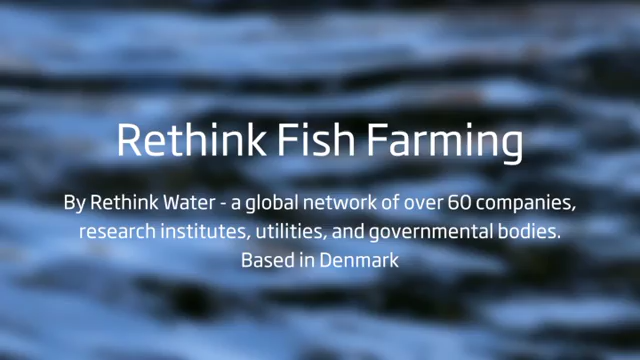 Rethink Fish Farming
By Rethink Water - a global network of over 60 companies,
research institutes, utilities, and governmental bodies.
Based in Denmark